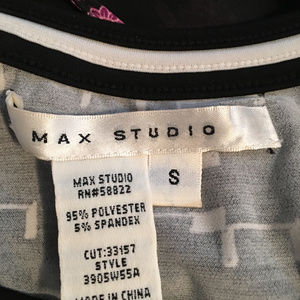 MAX STUDIO
S
MAX STUDIO
RN#58822
95% POLYESTER
5% SPANDEX
CUT:33157
STYLE
3905W55A
MADE IN CHINA